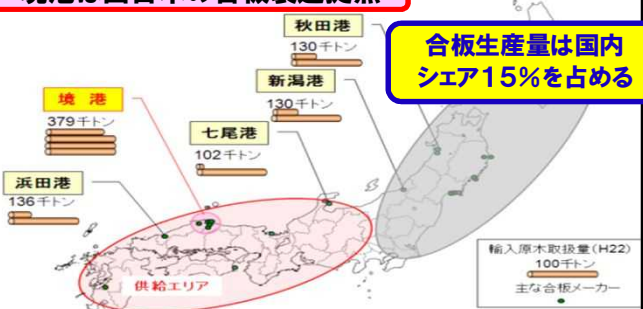 秋田港
130千トン
合板生産量は国内
シェア15%を占める
新潟港
130千トン
境港
379千トン
七尾港
102千トン
浜田港
136千トン
供給エリア
輸入原木取扱量(H22)
100千トン
主な合板メーカー